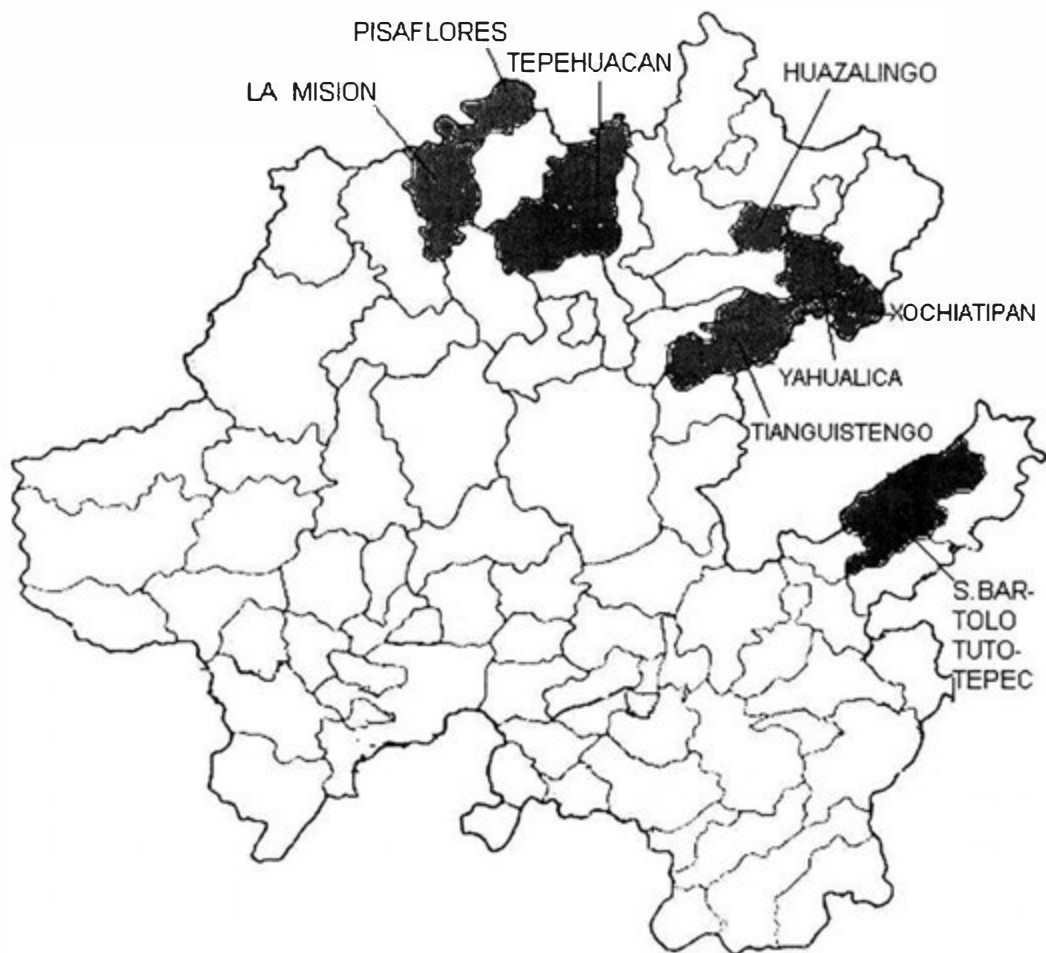 PISAFLORES
TEPEHUACAN
HUAZALINGO
LA MISION
XOCHIATIPAN
YAHUALICA
TIANGUISTENGO
S.BAR-
TOLO
TUTO-
TEPEC